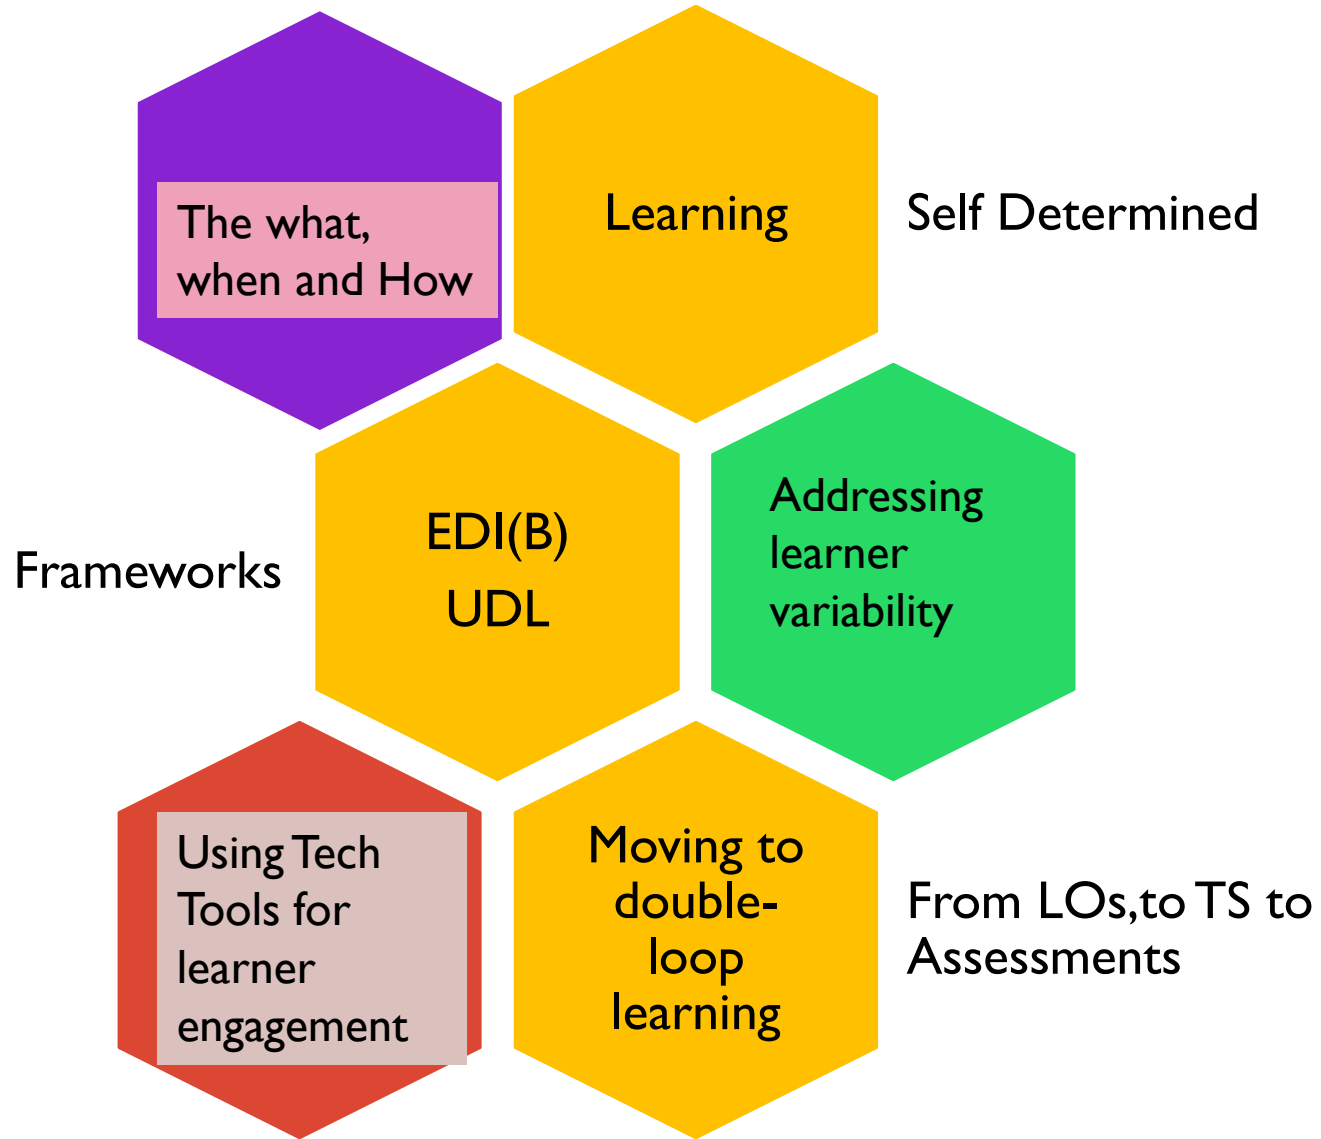 The what,
when and How
Learning
Self Determined
Frameworks
EDI(B)
UDL
Addressing
learner
variability
Using Tech
Tools for
learner
engagement
Moving to
double-
loop
learning
From LOs,to TS to
Assessments